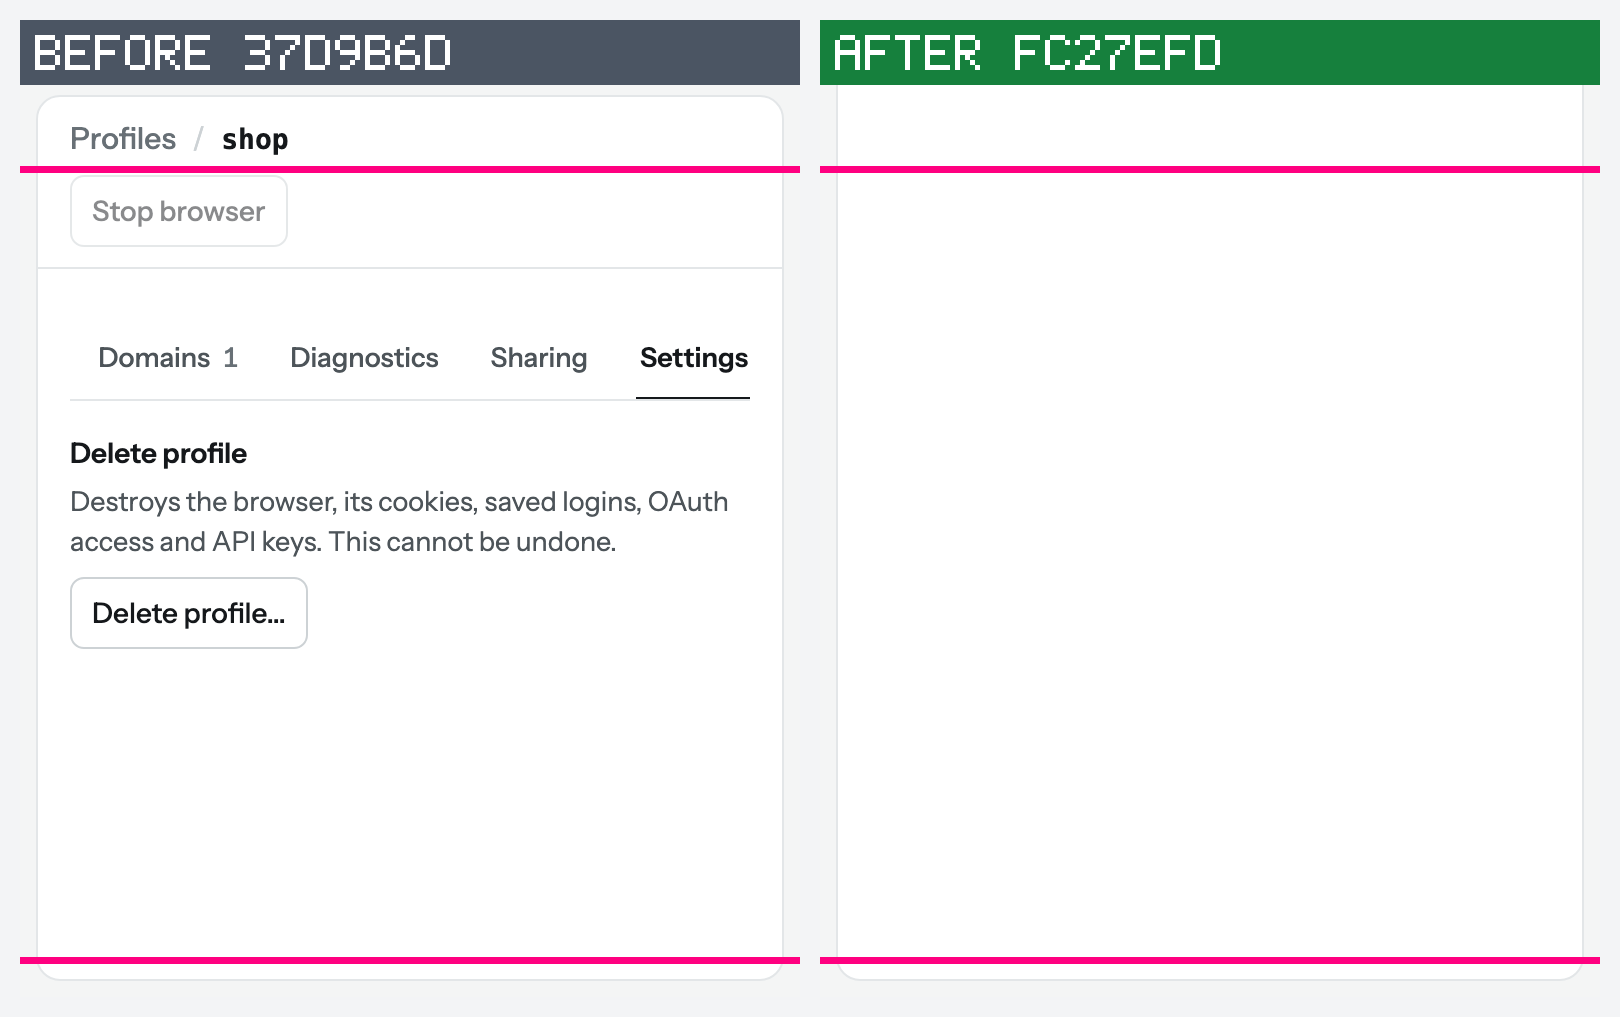 BEFORE 37D9B6D
Profiles / shop
Stop browser
Domains 1 Diagnostics Sharing Settings
Delete profile
Destroys the browser, its cookies, saved logins, OAuth
access and API keys. This cannot be undone.
Delete profile...
AFTER FC27EFD